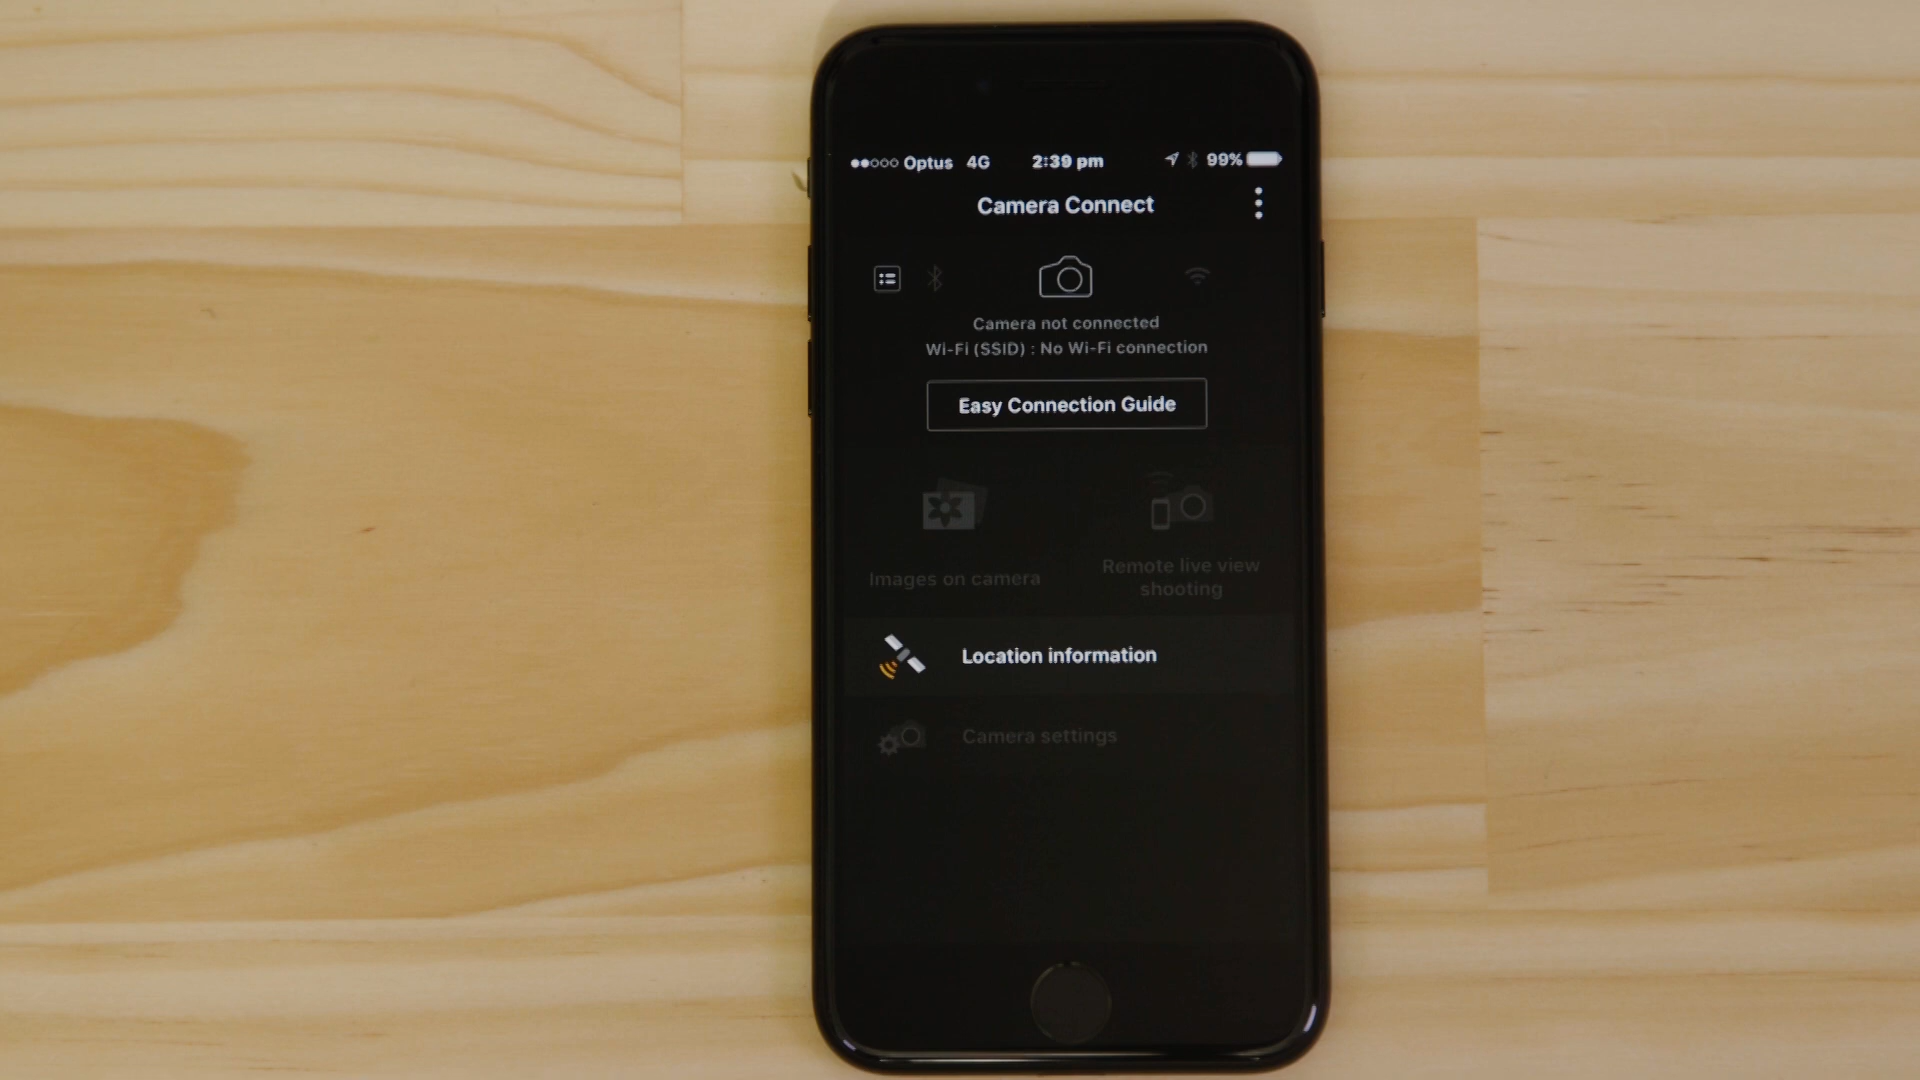 Optus 4G 2:39 pm 99%
Camera Connect
Camera not connected
Wi-Fi (SSID) : No Wi-Fi connection
Easy Connection Guide
Images on camera
Remote live view
shooting
Location information
Camera settings